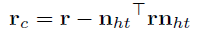 r_c = r − n_{ht}^⊤ r n_{ht}